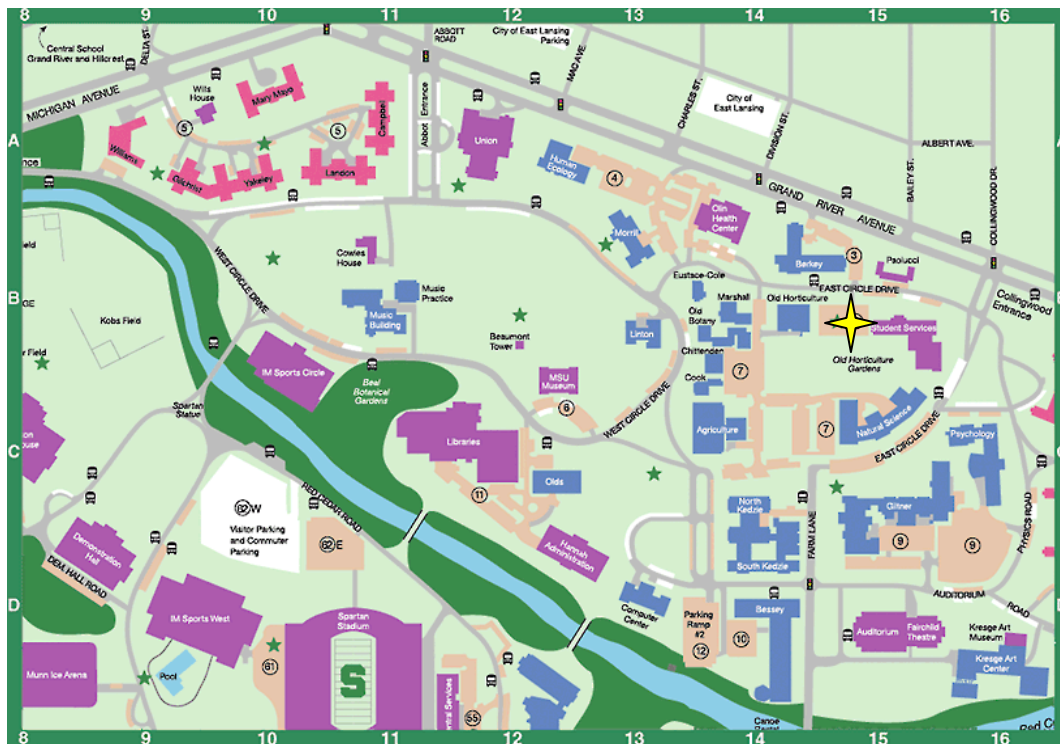 8 9 10 11 12 13 14 15 16
Central School
Grand River and Hillcrest
DELTA ST.
ABBOTT
ROAD
City of East Lansing
Parking
MAC AVE.
CHARLES ST.
City of
East Lansing
DIVISION ST.
BAILEY ST.
ALBERT AVE.
COLLINGWOOD DR.
MICHIGAN AVENUE
Wills
House
Mary Mayo
Campbell
Abbot Entrance
A
Union
Williams
5
5
Gilchrist
Yakeley
Landon
Human
Ecology
4
GRAND RIVER AVENUE
Olin
Health
Center
Morrill
Berkey
3
Paolucci
Cowles
House
WEST CIRCLE DRIVE
Eustace-Cole
EAST CIRCLE DRIVE
Collingwood
Entrance
B
Kobs Field
Music
Practice
Music
Building
Beaumont
Tower
Linton
Marshall
Old
Botany
Old Horticulture
Student Services
Chittenden
Cook
7
Old Horticulture
Gardens
IM Sports Circle
Beal
Botanical
Gardens
MSU
Museum
6
WEST CIRCLE DRIVE
Spartan
Statue
Libraries
Agriculture
7
Natural Science
EAST CIRCLE DRIVE
Psychology
C
11
Olds
RED CEDAR ROAD
62 W
Visitor Parking
and Commuter
Parking
62 E
Hannah
Administration
North
Kedzie
South Kedzie
FARM LANE
Giltner
9
9
PHYSICS ROAD
Demonstration
Hall
DEM. HALL ROAD
D
IM Sports West
Spartan
Stadium
S
61
Pool
Munn Ice Arena
Computer
Center
Parking
Ramp
#2
12
10
Bessey
AUDITORIUM ROAD
Auditorium
Fairchild
Theatre
Kresge Art
Museum
Kresge Art
Center
55
Canoe
8 9 10 11 12 13 14 15 16